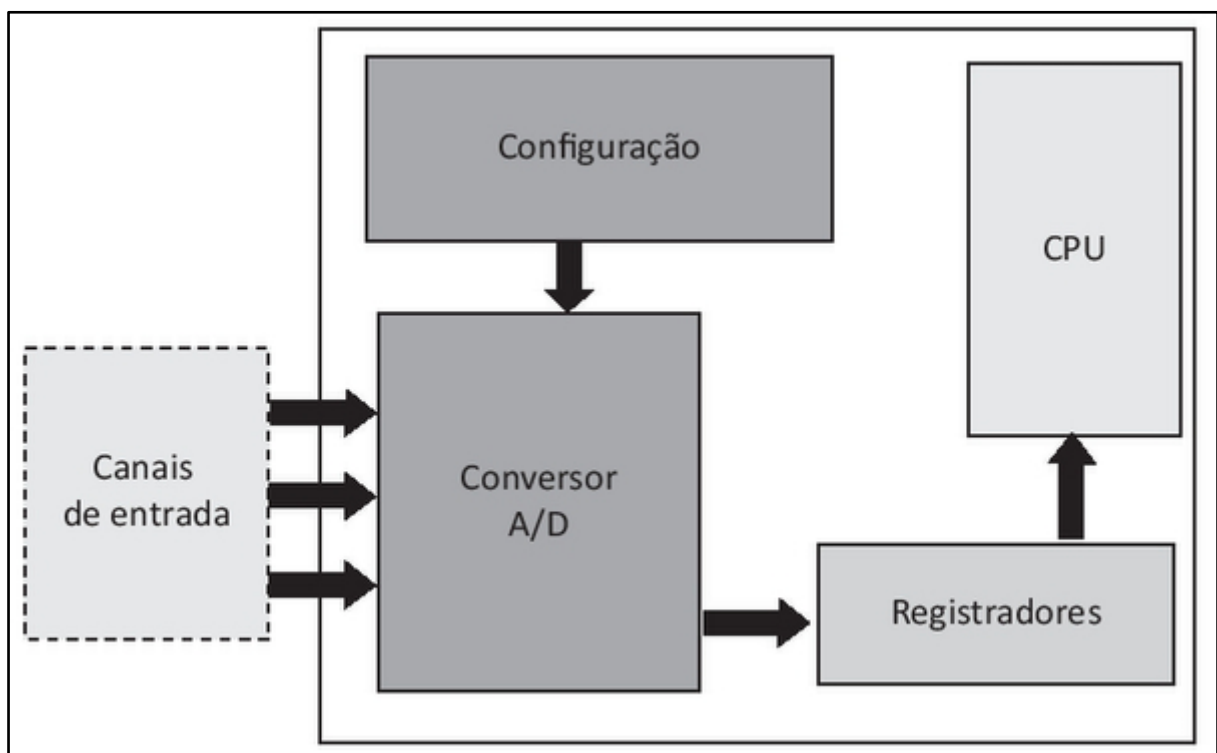 Configuração
CPU
Canais
de entrada
Conversor
A/D
Registradores